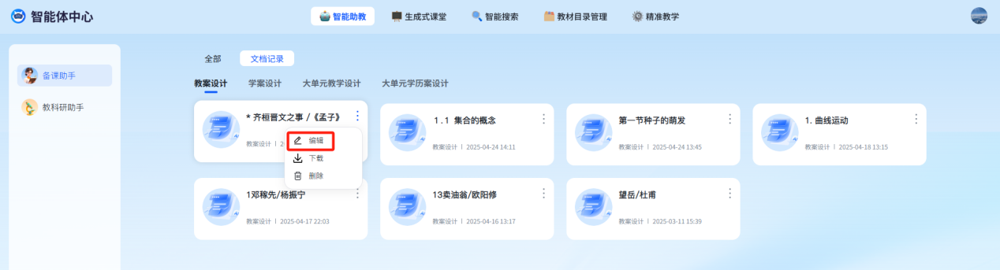 智能体中心
智能助教 生成式课堂 智能搜索 教材目录管理 精准教学
备课助手
教科研助手
全部 文档记录
教案设计 学案设计 大单元教学设计 大单元学历案设计
* 齐桓晋文之事 /《孟子》
教案设计 | 2
编辑
下载
删除
1.1 集合的概念
教案设计 | 2025-04-24 14:11
第一节种子的萌发
教案设计 | 2025-04-24 13:45
1. 曲线运动
教案设计 | 2025-04-18 13:15
1邓稼先/杨振宁
教案设计 | 2025-04-17 22:03
13卖油翁/欧阳修
教案设计 | 2025-04-16 13:17
望岳/杜甫
教案设计 | 2025-03-11 15:39